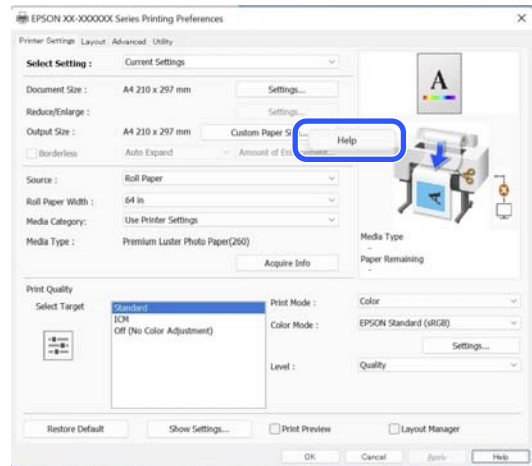 EPSON XX-XXXXXX Series Printing Preferences
Printer Settings Layout Advanced Utility
Select Setting : Current Settings
Document Size : A4 210 x 297 mm Settings...
Reduce/Enlarge : Settings...
Output Size : A4 210 x 297 mm Custom Paper Si... Help
Borderless Auto Expand Amount of
Source : Roll Paper
Roll Paper Width : 64 in
Media Category: Use Printer Settings
Media Type : Premium Luster Photo Paper(260)
Acquire Info
A
Media Type
-
Paper Remaining
-
Print Quality
Select Target
Standard
ICM
Off (No Color Adjustment)
Print Mode : Color
Color Mode : EPSON Standard (sRGB)
Settings...
Level : Quality
Restore Default Show Settings... Print Preview Layout Manager
OK Cancel Apply Help